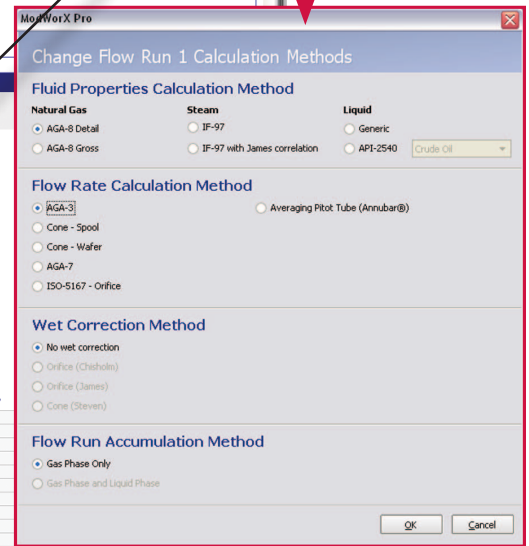 ModWorX Pro
Change Flow Run 1 Calculation Methods
Fluid Properties Calculation Method
Natural Gas Steam Liquid
AGA-8 Detail IF-97 Generic
AGA-8 Gross IF-97 with James correlation API-2540 Crude Oil
Flow Rate Calculation Method
AGA-3 Averaging Pitot Tube (Annubar®)
Cone - Spool
Cone - Wafer
AGA-7
ISO-5167 - Orifice
Wet Correction Method
No wet correction
Orifice (Chisholm)
Orifice (James)
Cone (Steven)
Flow Run Accumulation Method
Gas Phase Only
Gas Phase and Liquid Phase
OK Cancel